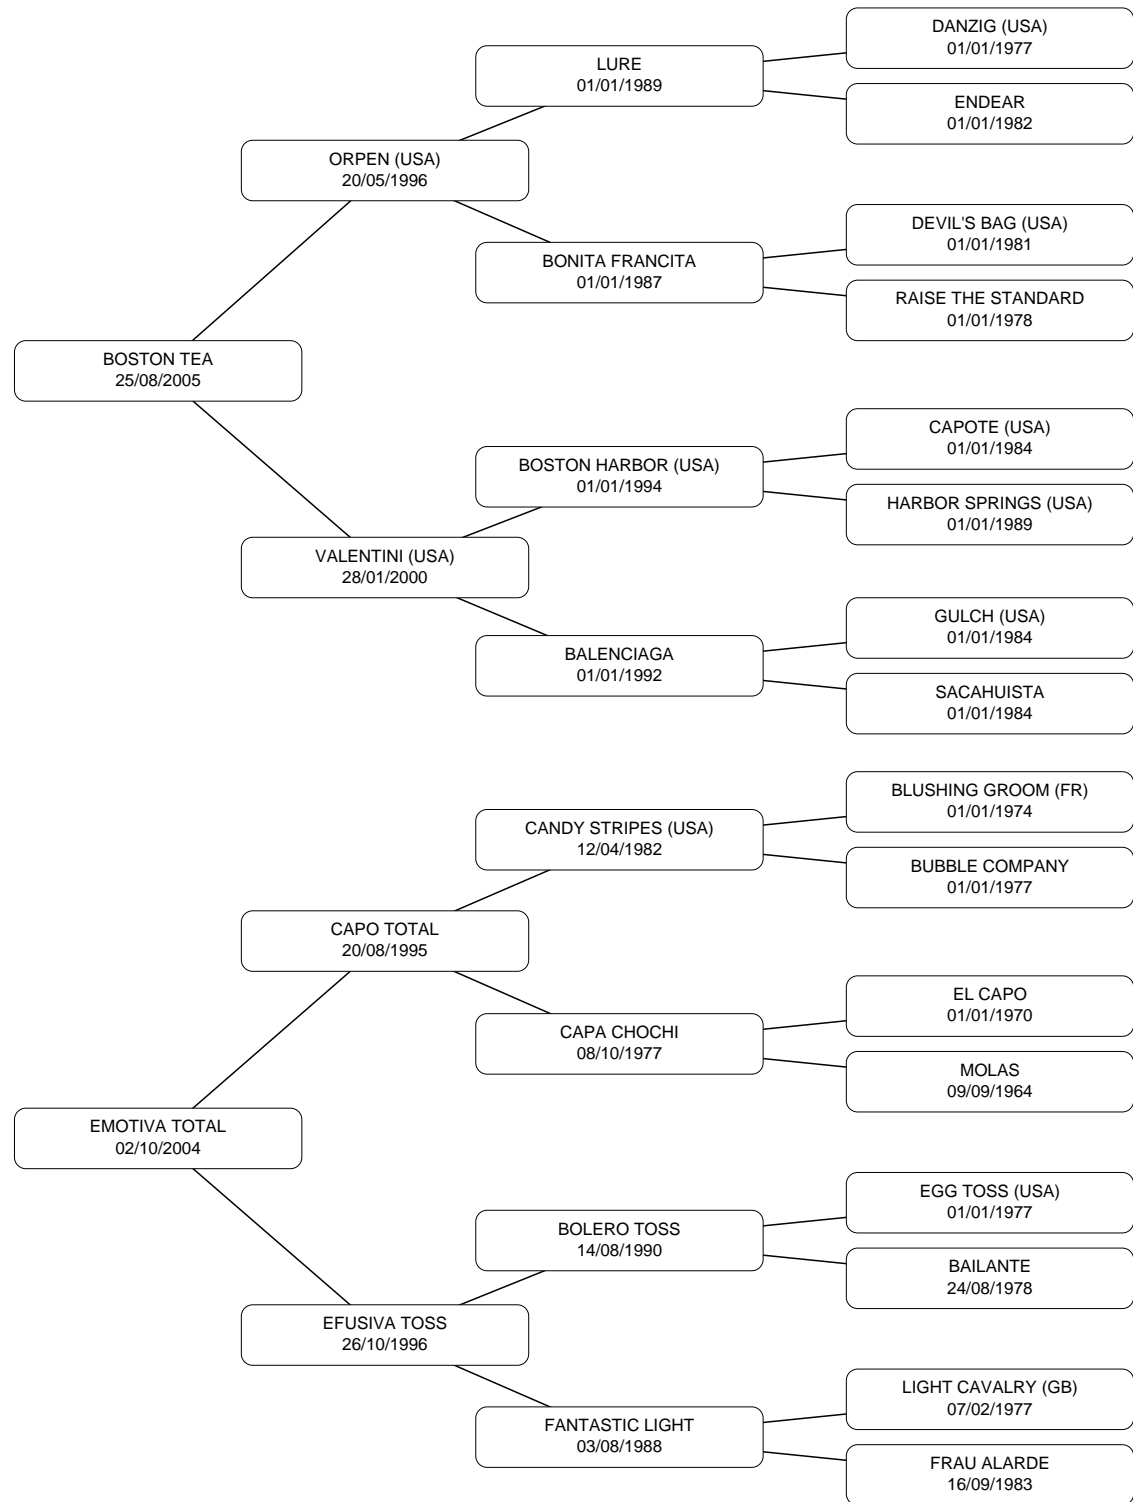 DANZIG (USA)
01/01/1977
LURE
01/01/1989
ENDEAR
01/01/1982
ORPEN (USA)
20/05/1996
DEVIL'S BAG (USA)
01/01/1981
BONITA FRANCITA
01/01/1987
RAISE THE STANDARD
01/01/1978
BOSTON TEA
25/08/2005
CAPOTE (USA)
01/01/1984
BOSTON HARBOR (USA)
01/01/1994
HARBOR SPRINGS (USA)
01/01/1989
VALENTINI (USA)
28/01/2000
GULCH (USA)
01/01/1984
BALENCIAGA
01/01/1992
SACAHUISTA
01/01/1984
BLUSHING GROOM (FR)
01/01/1974
CANDY STRIPES (USA)
12/04/1982
BUBBLE COMPANY
01/01/1977
CAPO TOTAL
20/08/1995
EL CAPO
01/01/1970
CAPA CHOCHI
08/10/1977
MOLAS
09/09/1964
EMOTIVA TOTAL
02/10/2004
EGG TOSS (USA)
01/01/1977
BOLERO TOSS
14/08/1990
BAILANTE
24/08/1978
EFUSIVA TOSS
26/10/1996
LIGHT CAVALRY (GB)
07/02/1977
FANTASTIC LIGHT
03/08/1988
FRAU ALARDE
16/09/1983